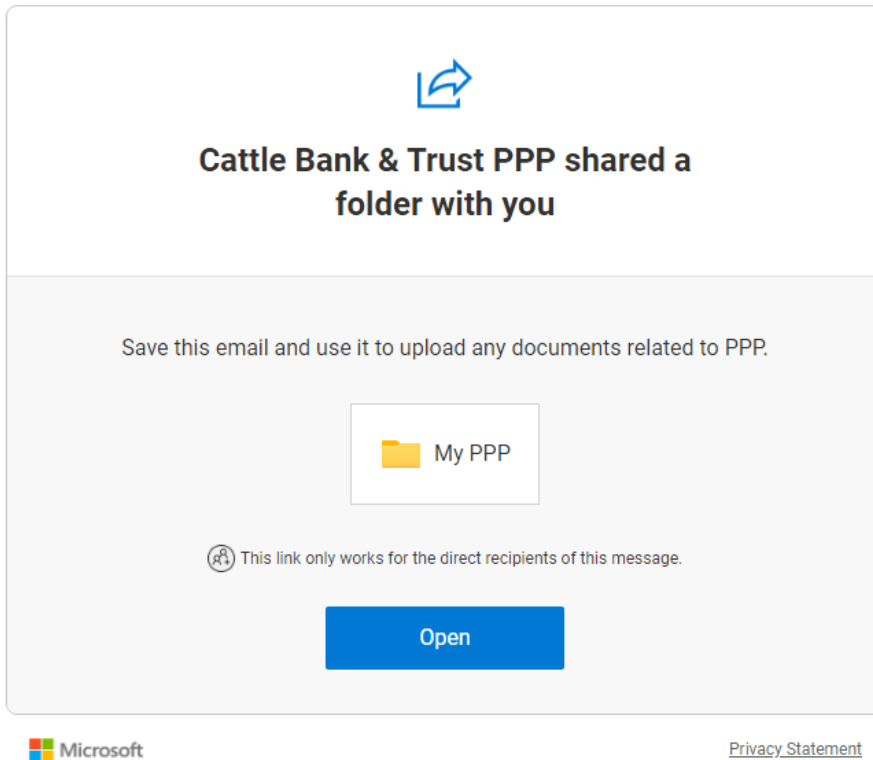 Cattle Bank & Trust PPP shared a
folder with you
Save this email and use it to upload any documents related to PPP.
My PPP
This link only works for the direct recipients of this message.
Open
Microsoft
Privacy Statement